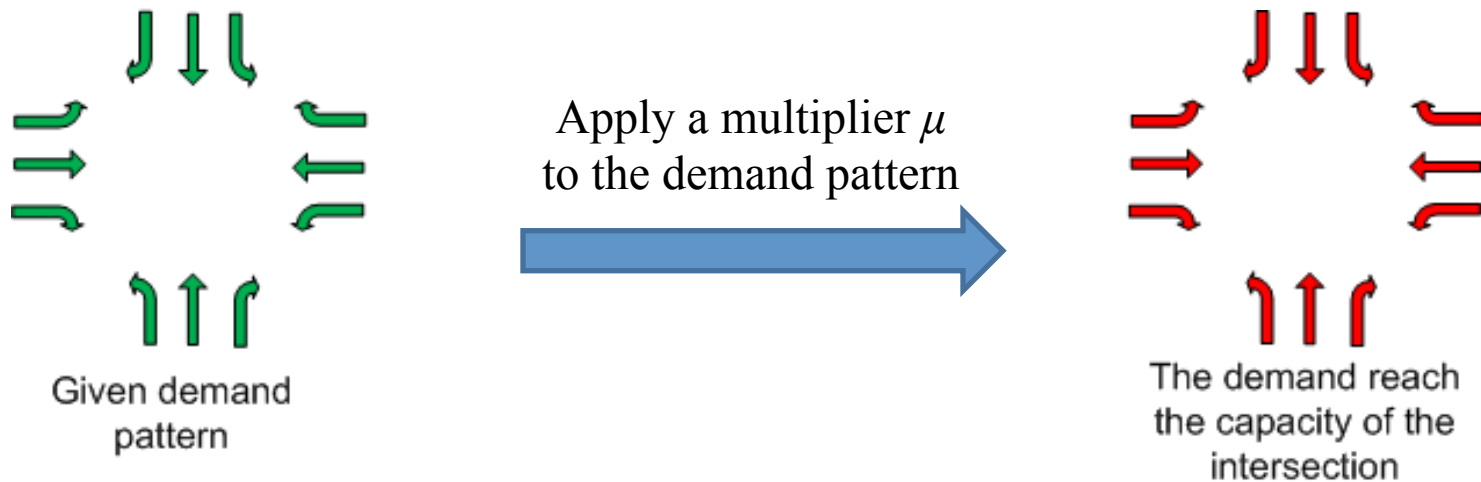 Apply a multiplier μ
to the demand pattern
Given demand
pattern
The demand reach
the capacity of the
intersection